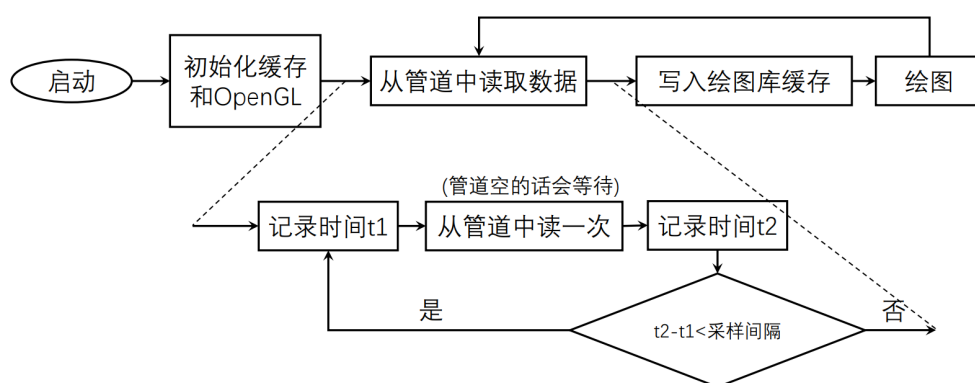 启动
初始化缓存
和OpenGL
从管道中读取数据
写入绘图库缓存
绘图
(管道空的话会等待)
记录时间t1
从管道中读一次
记录时间t2
是
否
t2-t1<采样间隔